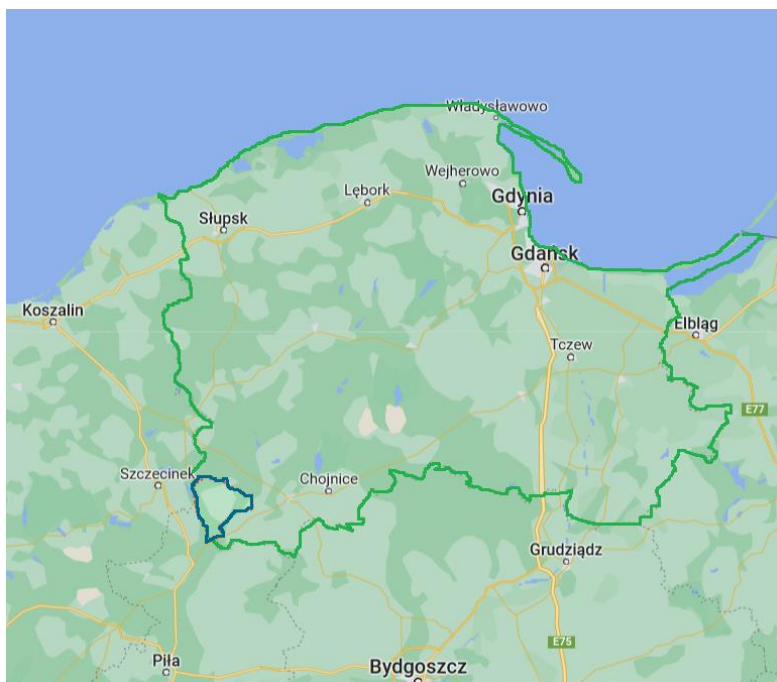 Władysławowo
Wejherowo
Lębork
Gdynia
Słupsk
Gdańsk
Koszalin
Elbląg
Tczew
E77
Szczecinek
Chojnice
Grudziądz
E75
Piła
Bydgoszcz